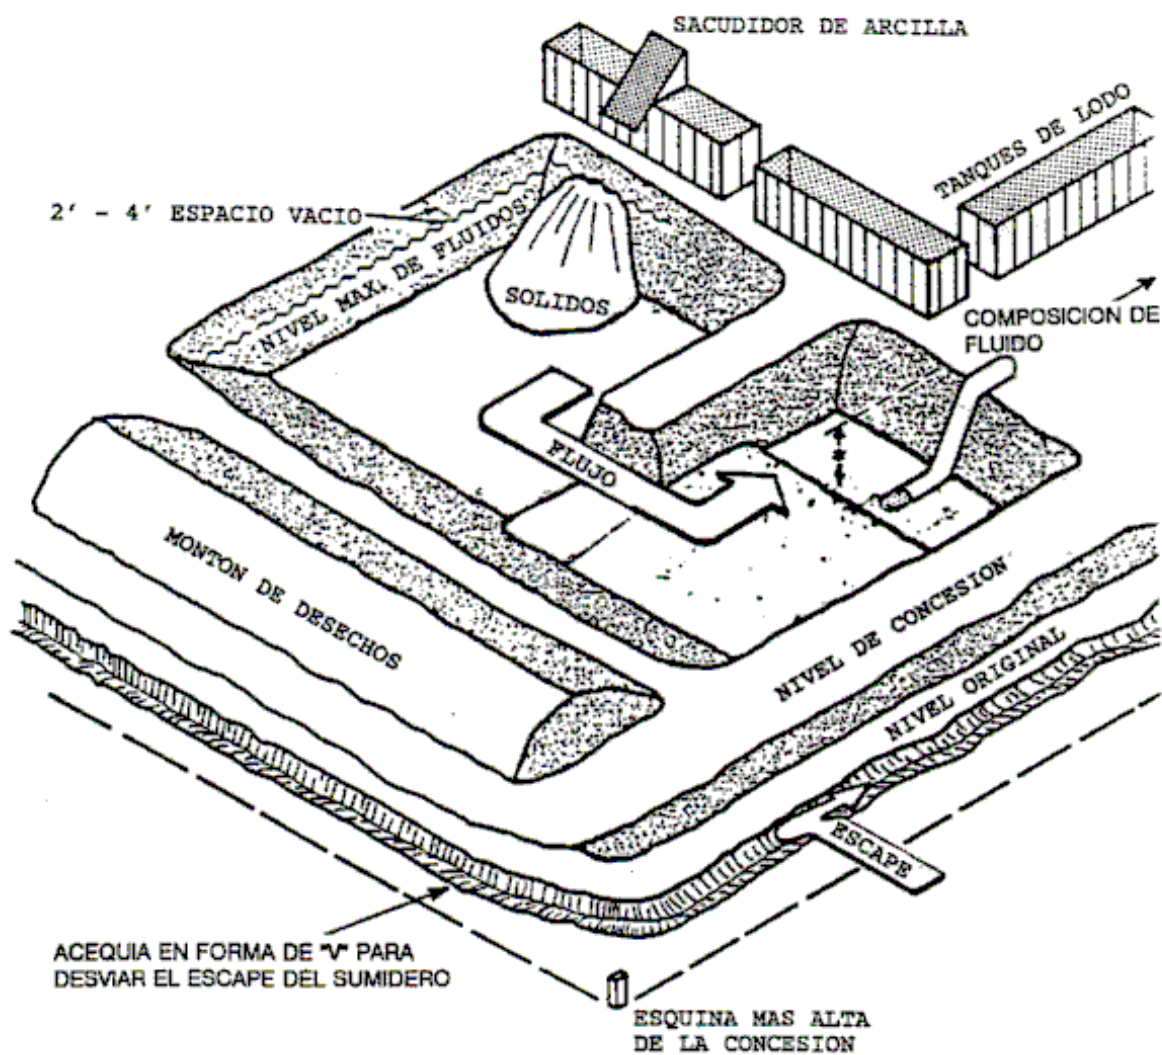 SACUDIDOR DE ARCILLA
TANQUES DE LODO
2' - 4' ESPACIO VACIO
NIVEL MAX. DE FLUIDOS
SOLIDOS
COMPOSICION DE
FLUIDO
FLUJO
MONTON DE DESECHOS
NIVEL DE CONCESION
NIVEL ORIGINAL
ESCAPE
ACEQUIA EN FORMA DE "V" PARA
DESVIAR EL ESCAPE DEL SUMIDERO
ESQUINA MAS ALTA
DE LA CONCESION